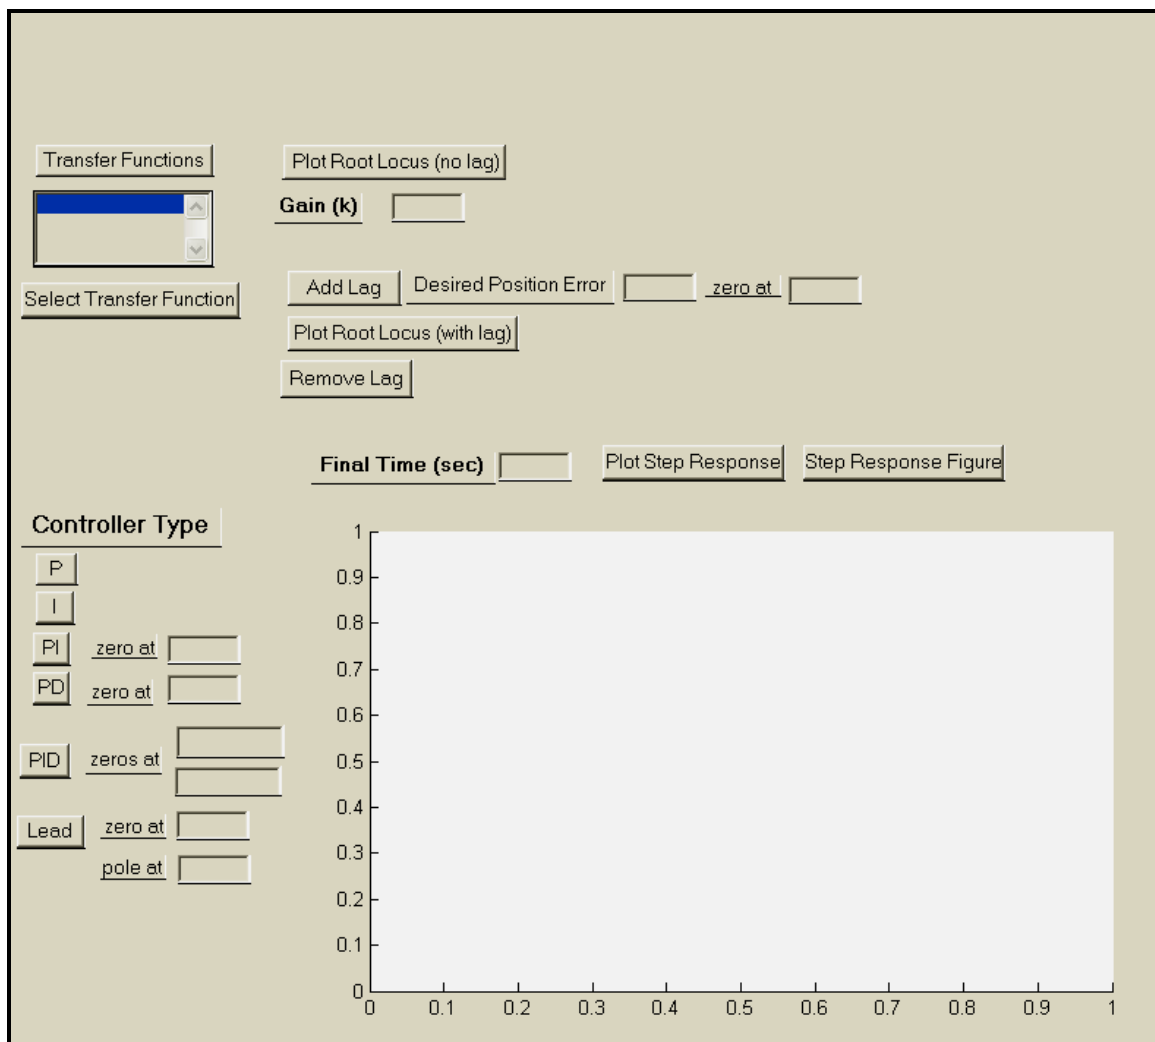 Transfer Functions
Plot Root Locus (no lag)
Gain (k)
Select Transfer Function
Add Lag
Desired Position Error
zero at
Plot Root Locus (with lag)
Remove Lag
Final Time (sec)
Plot Step Response
Step Response Figure
Controller Type
P
I
PI
zero at
PD
zero at
PID
zeros at
Lead
zero at
pole at
1
0.9
0.8
0.7
0.6
0.5
0.4
0.3
0.2
0.1
0
0 0.1 0.2 0.3 0.4 0.5 0.6 0.7 0.8 0.9 1